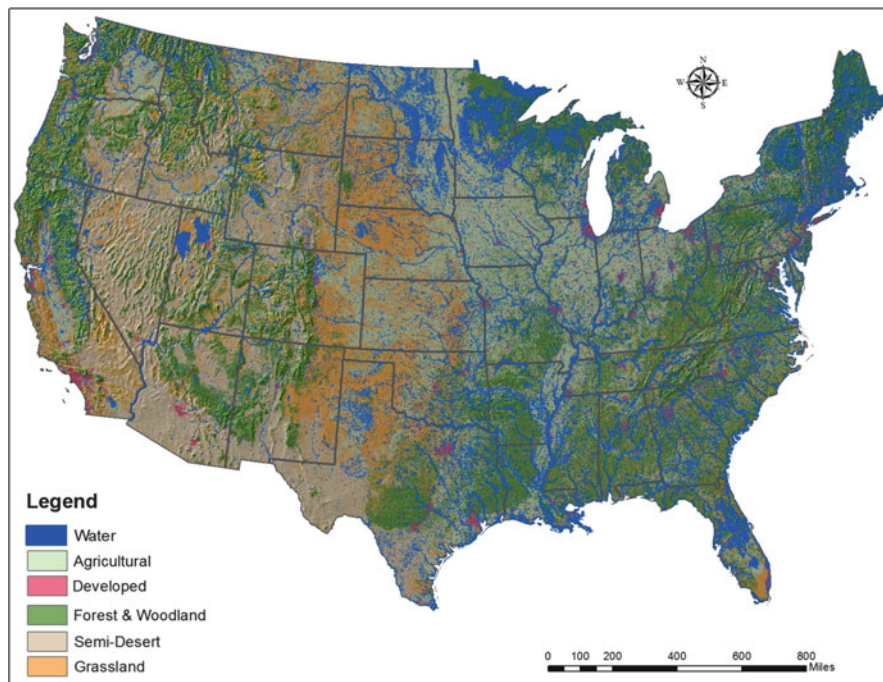 N
W E
S
Legend
Water
Agricultural
Developed
Forest & Woodland
Semi-Desert
Grassland
0 100 200 400 600 800
Miles